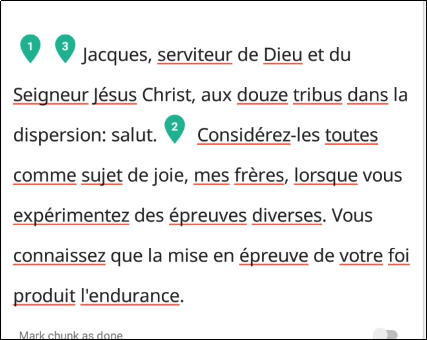 1 3 Jacques, serviteur de Dieu et du
Seigneur Jésus Christ, aux douze tribus dans la
dispersion: salut. 2 Considérez-les toutes
comme sujet de joie, mes frères, lorsque vous
expérimentez des épreuves diverses. Vous
connaissez que la mise en épreuve de votre foi
produit l'endurance.
Mark chunk as done